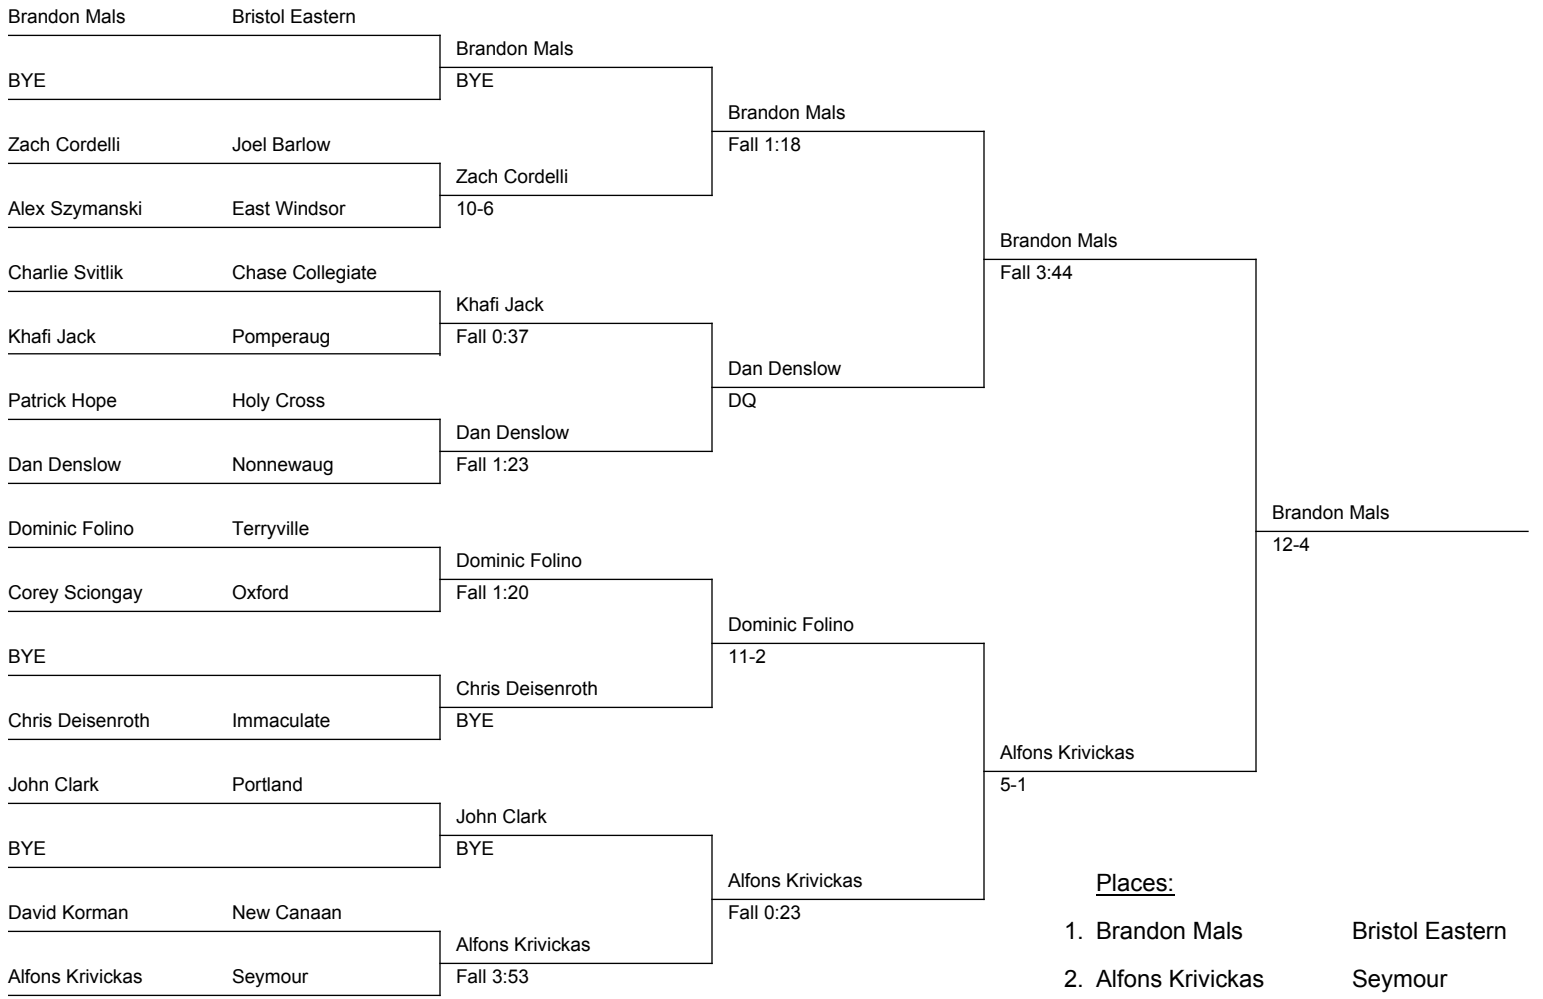 Brandon Mals Bristol Eastern
BYE
Zach Cordelli Joel Barlow
Alex Szymanski East Windsor
Charlie Svitlik Chase Collegiate
Khafi Jack Pomperaug
Patrick Hope Holy Cross
Dan Denslow Nonnewaug
Dominic Folino Terryville
Corey Sciongay Oxford
BYE
Chris Deisenroth Immaculate
John Clark Portland
BYE
David Korman New Canaan
Alfons Krivickas Seymour
Brandon Mals
BYE
Zach Cordelli
10-6
Khafi Jack
Fall 0:37
Dan Denslow
Fall 1:23
Dominic Folino
Fall 1:20
Chris Deisenroth
BYE
John Clark
BYE
Alfons Krivickas
Fall 3:53
Brandon Mals
Fall 1:18
Dan Denslow
DQ
Dominic Folino
11-2
Alfons Krivickas
Fall 0:23
Brandon Mals
Fall 3:44
Alfons Krivickas
5-1
Brandon Mals
12-4
Places:
1. Brandon Mals Bristol Eastern
2. Alfons Krivickas Seymour